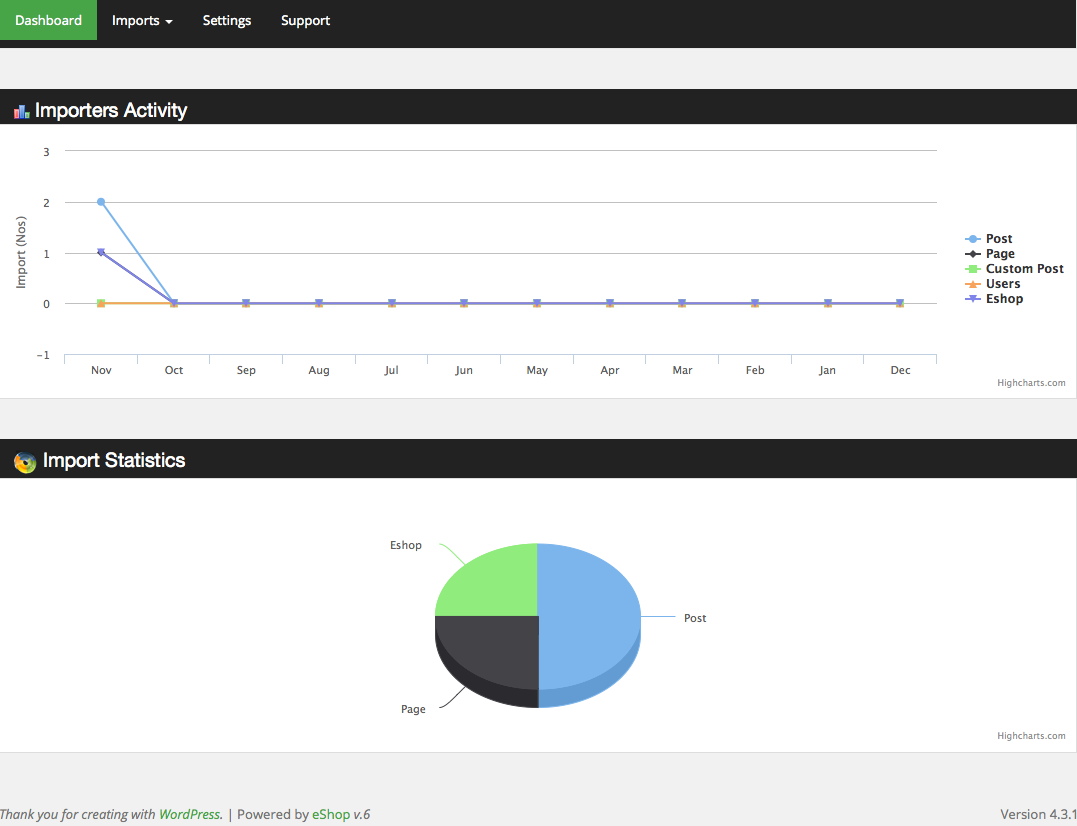 Dashboard Imports Settings Support
Importers Activity
3
2
1
0
−1
Import (Nos)
Nov Oct Sep Aug Jul Jun May Apr Mar Feb Jan Dec
Post
Page
Custom Post
Users
Eshop
Highcharts.com
Import Statistics
Eshop
Post
Page
Highcharts.com
Thank you for creating with WordPress. | Powered by eShop v.6 Version 4.3.1